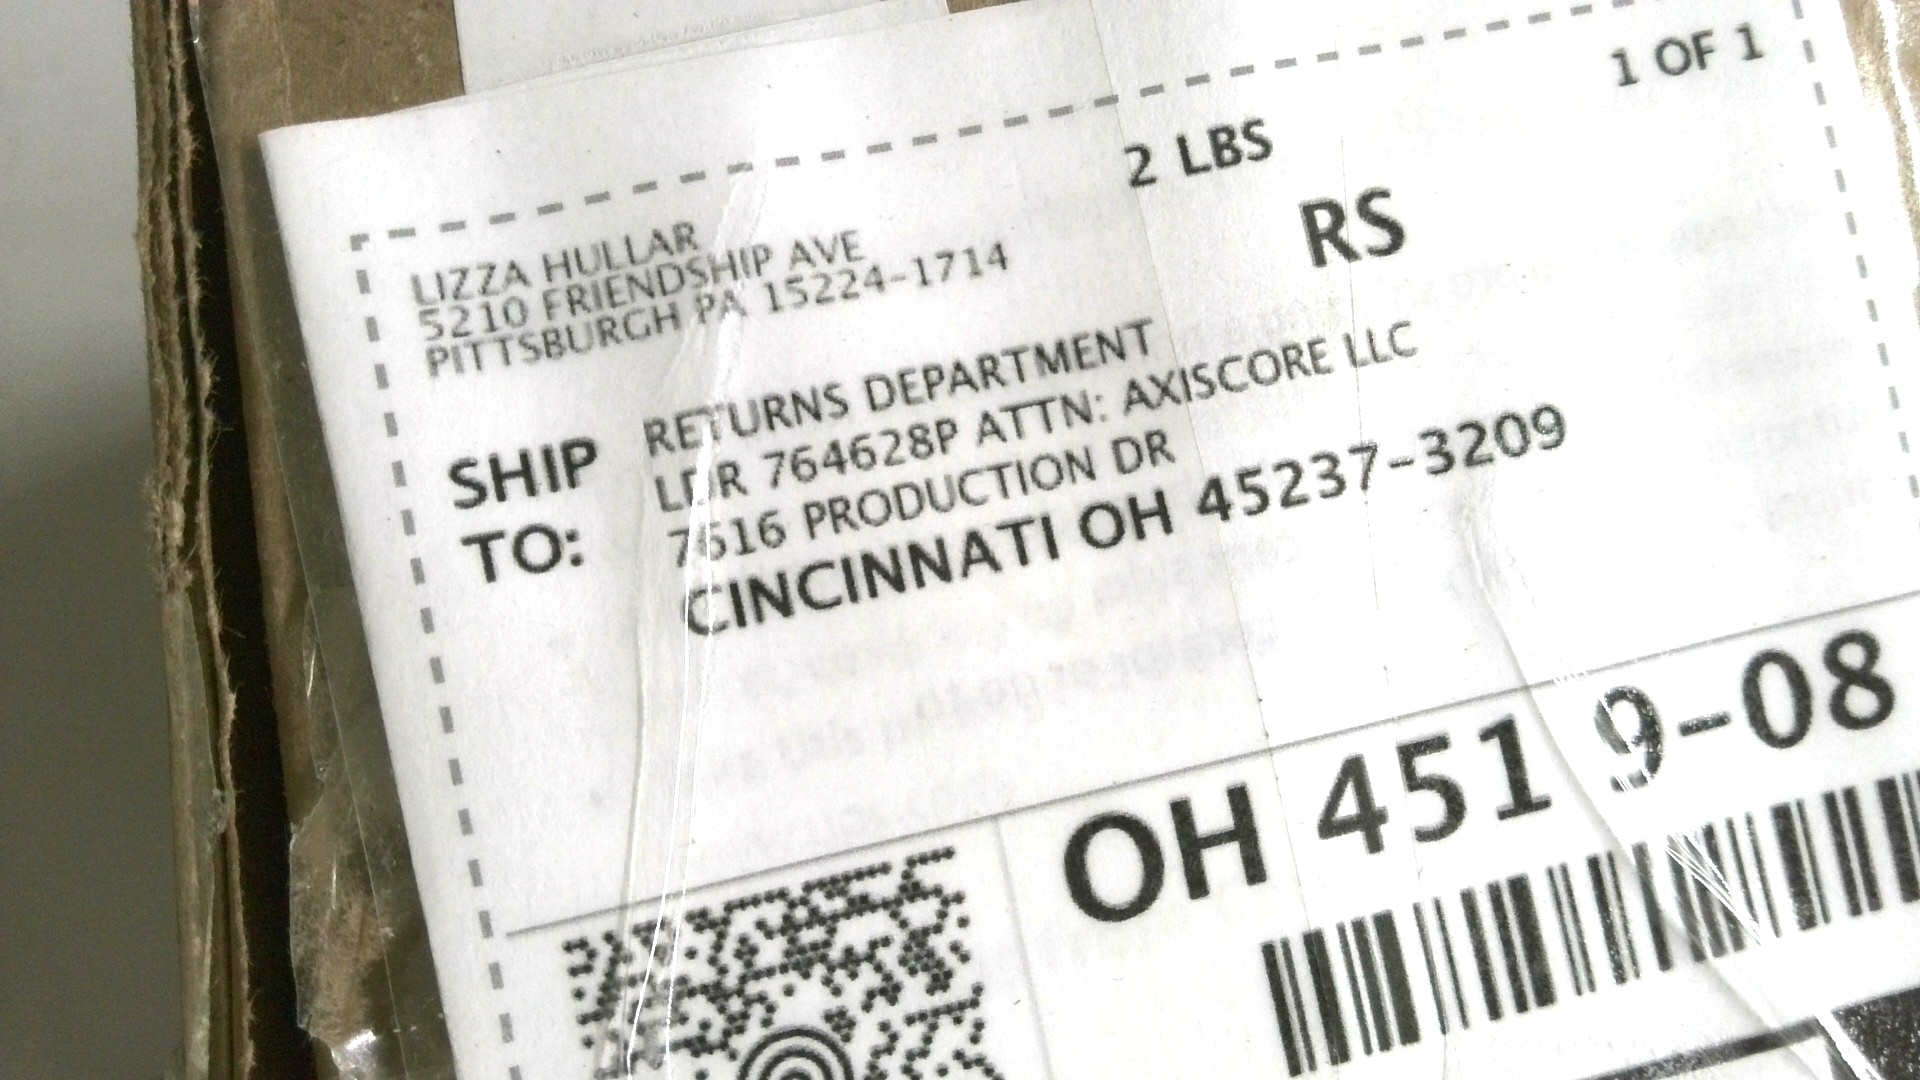 1 OF 1
2 LBS
RS
LIZZA HULLAR
5210 FRIENDSHIP AVE
PITTSBURGH PA 15224-1714
SHIP TO:
RETURNS DEPARTMENT
LDR 764628P ATTN: AXISCORE LLC
7616 PRODUCTION DR
CINCINNATI OH 45237-3209
OH 451 9-08